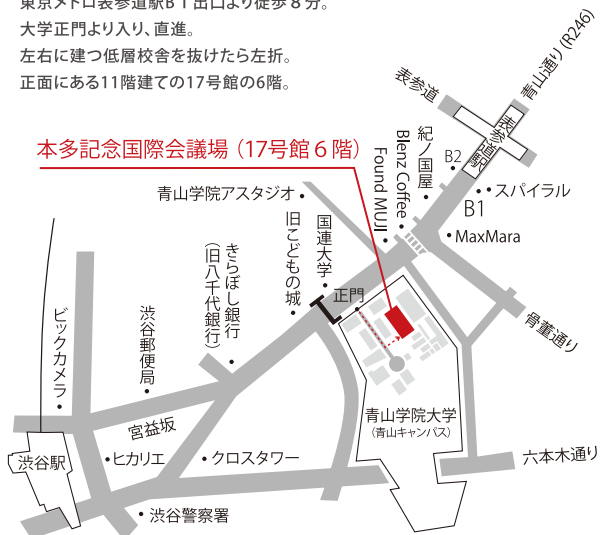 東京メトロ表参道駅B1出口より徒歩8分。
大学正門より入り、直進。
左右に建つ低層校舎を抜けたら左折。
正面にある11階建ての17号館の6階。
本多記念国際会議場（17号館6階）
青山通り(R246)
表参道
表参道駅
B2
紀ノ国屋
Blenz Coffee
Found MUJI
スパイラル
B1
MaxMara
青山学院アスタジオ
国連大学
旧こどもの城
正門
きらぼし銀行
（旧八千代銀行）
骨董通り
渋谷郵便局
ビックカメラ
宮益坂
青山学院大学
（青山キャンパス）
渋谷駅
ヒカリエ
クロスタワー
六本木通り
渋谷警察署